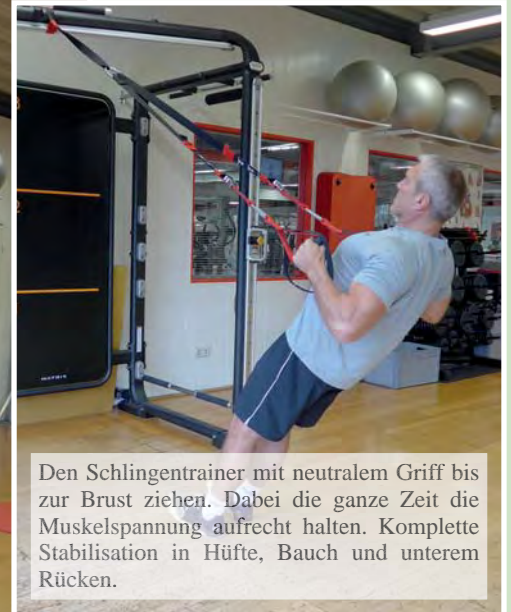 MATRIX
Den Schlingentrainer mit neutralem Griff bis
zur Brust ziehen. Dabei die ganze Zeit die
Muskelspannung aufrecht halten. Komplette
Stabilisation in Hüfte, Bauch und unterem
Rücken.